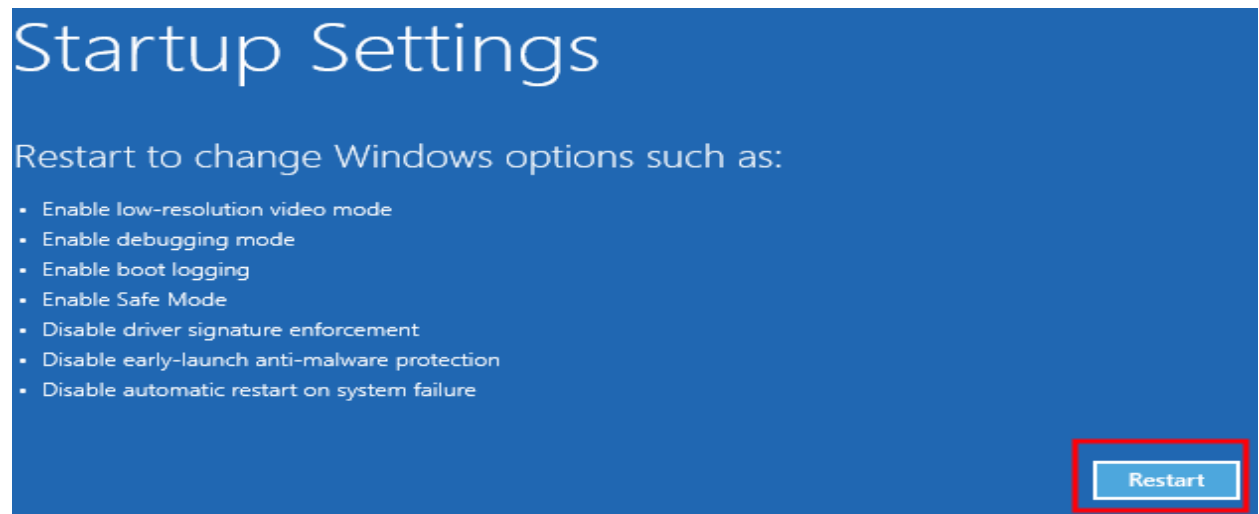 Startup Settings
Restart to change Windows options such as:
• Enable low-resolution video mode
• Enable debugging mode
• Enable boot logging
• Enable Safe Mode
• Disable driver signature enforcement
• Disable early-launch anti-malware protection
• Disable automatic restart on system failure
Restart